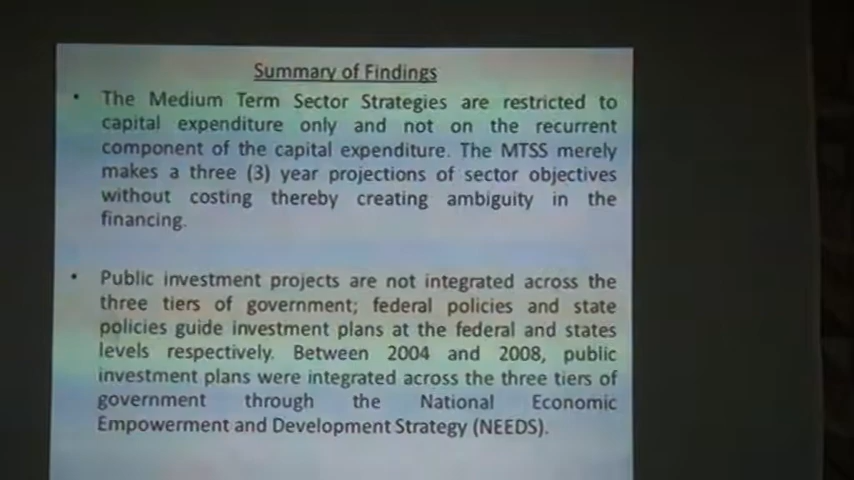 Summary of Findings
• The Medium Term Sector Strategies are restricted to
capital expenditure only and not on the recurrent
component of the capital expenditure. The MTSS merely
makes a three (3) year projections of sector objectives
without costing thereby creating ambiguity in the
financing.
• Public investment projects are not integrated across the
three tiers of government; federal policies and state
policies guide investment plans at the federal and states
levels respectively. Between 2004 and 2008, public
investment plans were integrated across the three tiers of
government through the National Economic
Empowerment and Development Strategy (NEEDS).